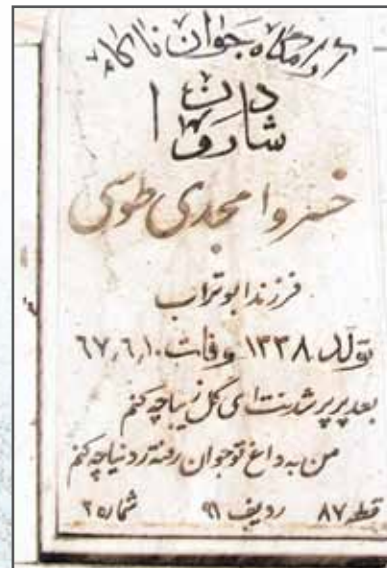 آرامگاه جوان ناکام
شادروان
خسرو امجدی طوسی
فرزند ابوتراب
تولد ۱۳۳۸ وفات ۶۷٫۶٫۱۰
بعد پرپر شدنت ای گل زیبا چه کنم
من به داغ تو جوان رفته ز دنیا چه کنم
قطعه ۸۷ ردیف ۹۱ شماره ۲